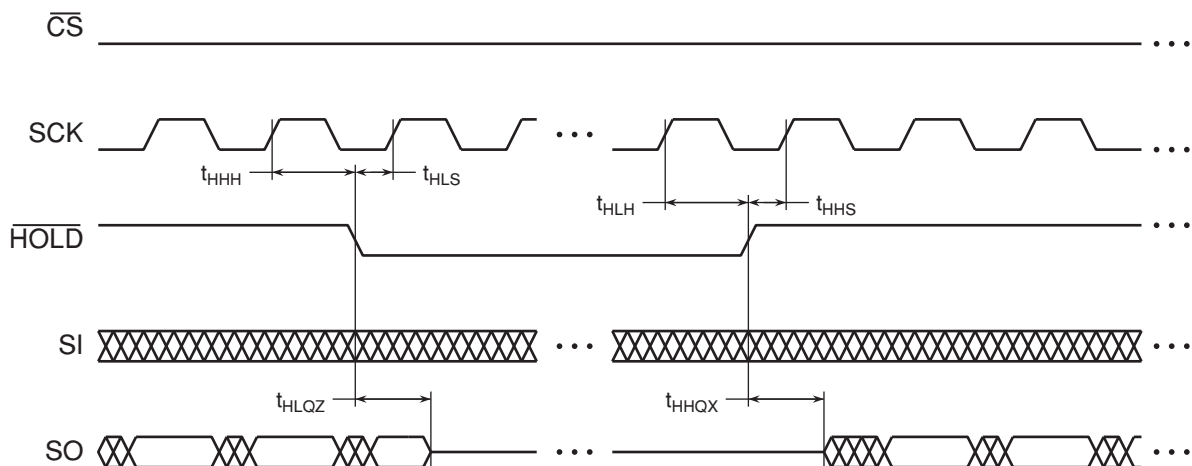 CS
SCK
tHHH
tHLS
tHLH
tHHS
HOLD
SI
tHLQZ
tHHQX
SO